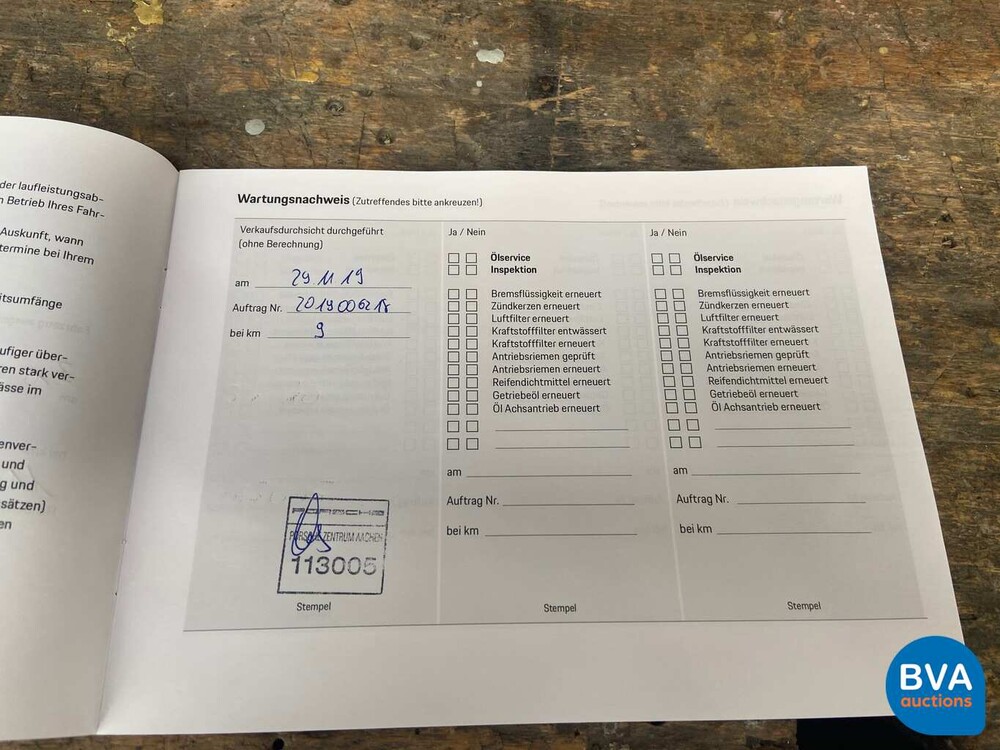 der laufleistungsab-
n Betrieb Ihres Fahr-
Auskunft, wann
termine bei Ihrem
itsumfänge
ufiger über-
ren stark ver-
ässe im
enver-
und
g und
sätzen)
en
Wartungsnachweis (Zutreffendes bitte ankreuzen!)
Verkaufsdurchsicht durchgeführt
(ohne Berechnung)
am 29.11.19
Auftrag Nr.
bei km 9
PORSCHE
PORSCHE ZENTRUM AACHEN
113005
Stempel
Ja / Nein
Ölservice
Inspektion
Bremsflüssigkeit erneuert
Zündkerzen erneuert
Luftfilter erneuert
Kraftstofffilter entwässert
Kraftstofffilter erneuert
Antriebsriemen geprüft
Antriebsriemen erneuert
Reifendichtmittel erneuert
Getriebeöl erneuert
Öl Achsantrieb erneuert
am
Auftrag Nr.
bei km
Stempel
Ja / Nein
Ölservice
Inspektion
Bremsflüssigkeit erneuert
Zündkerzen erneuert
Luftfilter erneuert
Kraftstofffilter entwässert
Kraftstofffilter erneuert
Antriebsriemen geprüft
Antriebsriemen erneuert
Reifendichtmittel erneuert
Getriebeöl erneuert
Öl Achsantrieb erneuert
am
Auftrag Nr.
bei km
Stempel
BVA
auctions